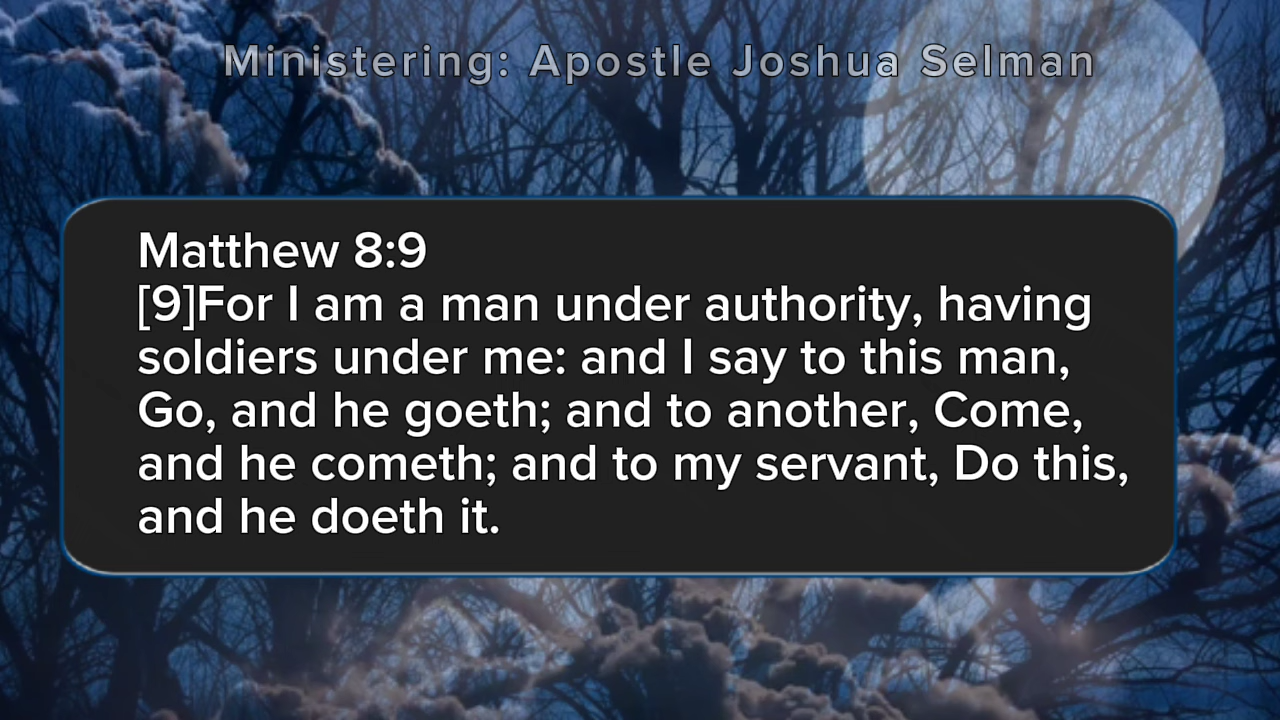 Ministering: Apostle Joshua Selman
Matthew 8:9
[9]For I am a man under authority, having
soldiers under me: and I say to this man,
Go, and he goeth; and to another, Come,
and he cometh; and to my servant, Do this,
and he doeth it.